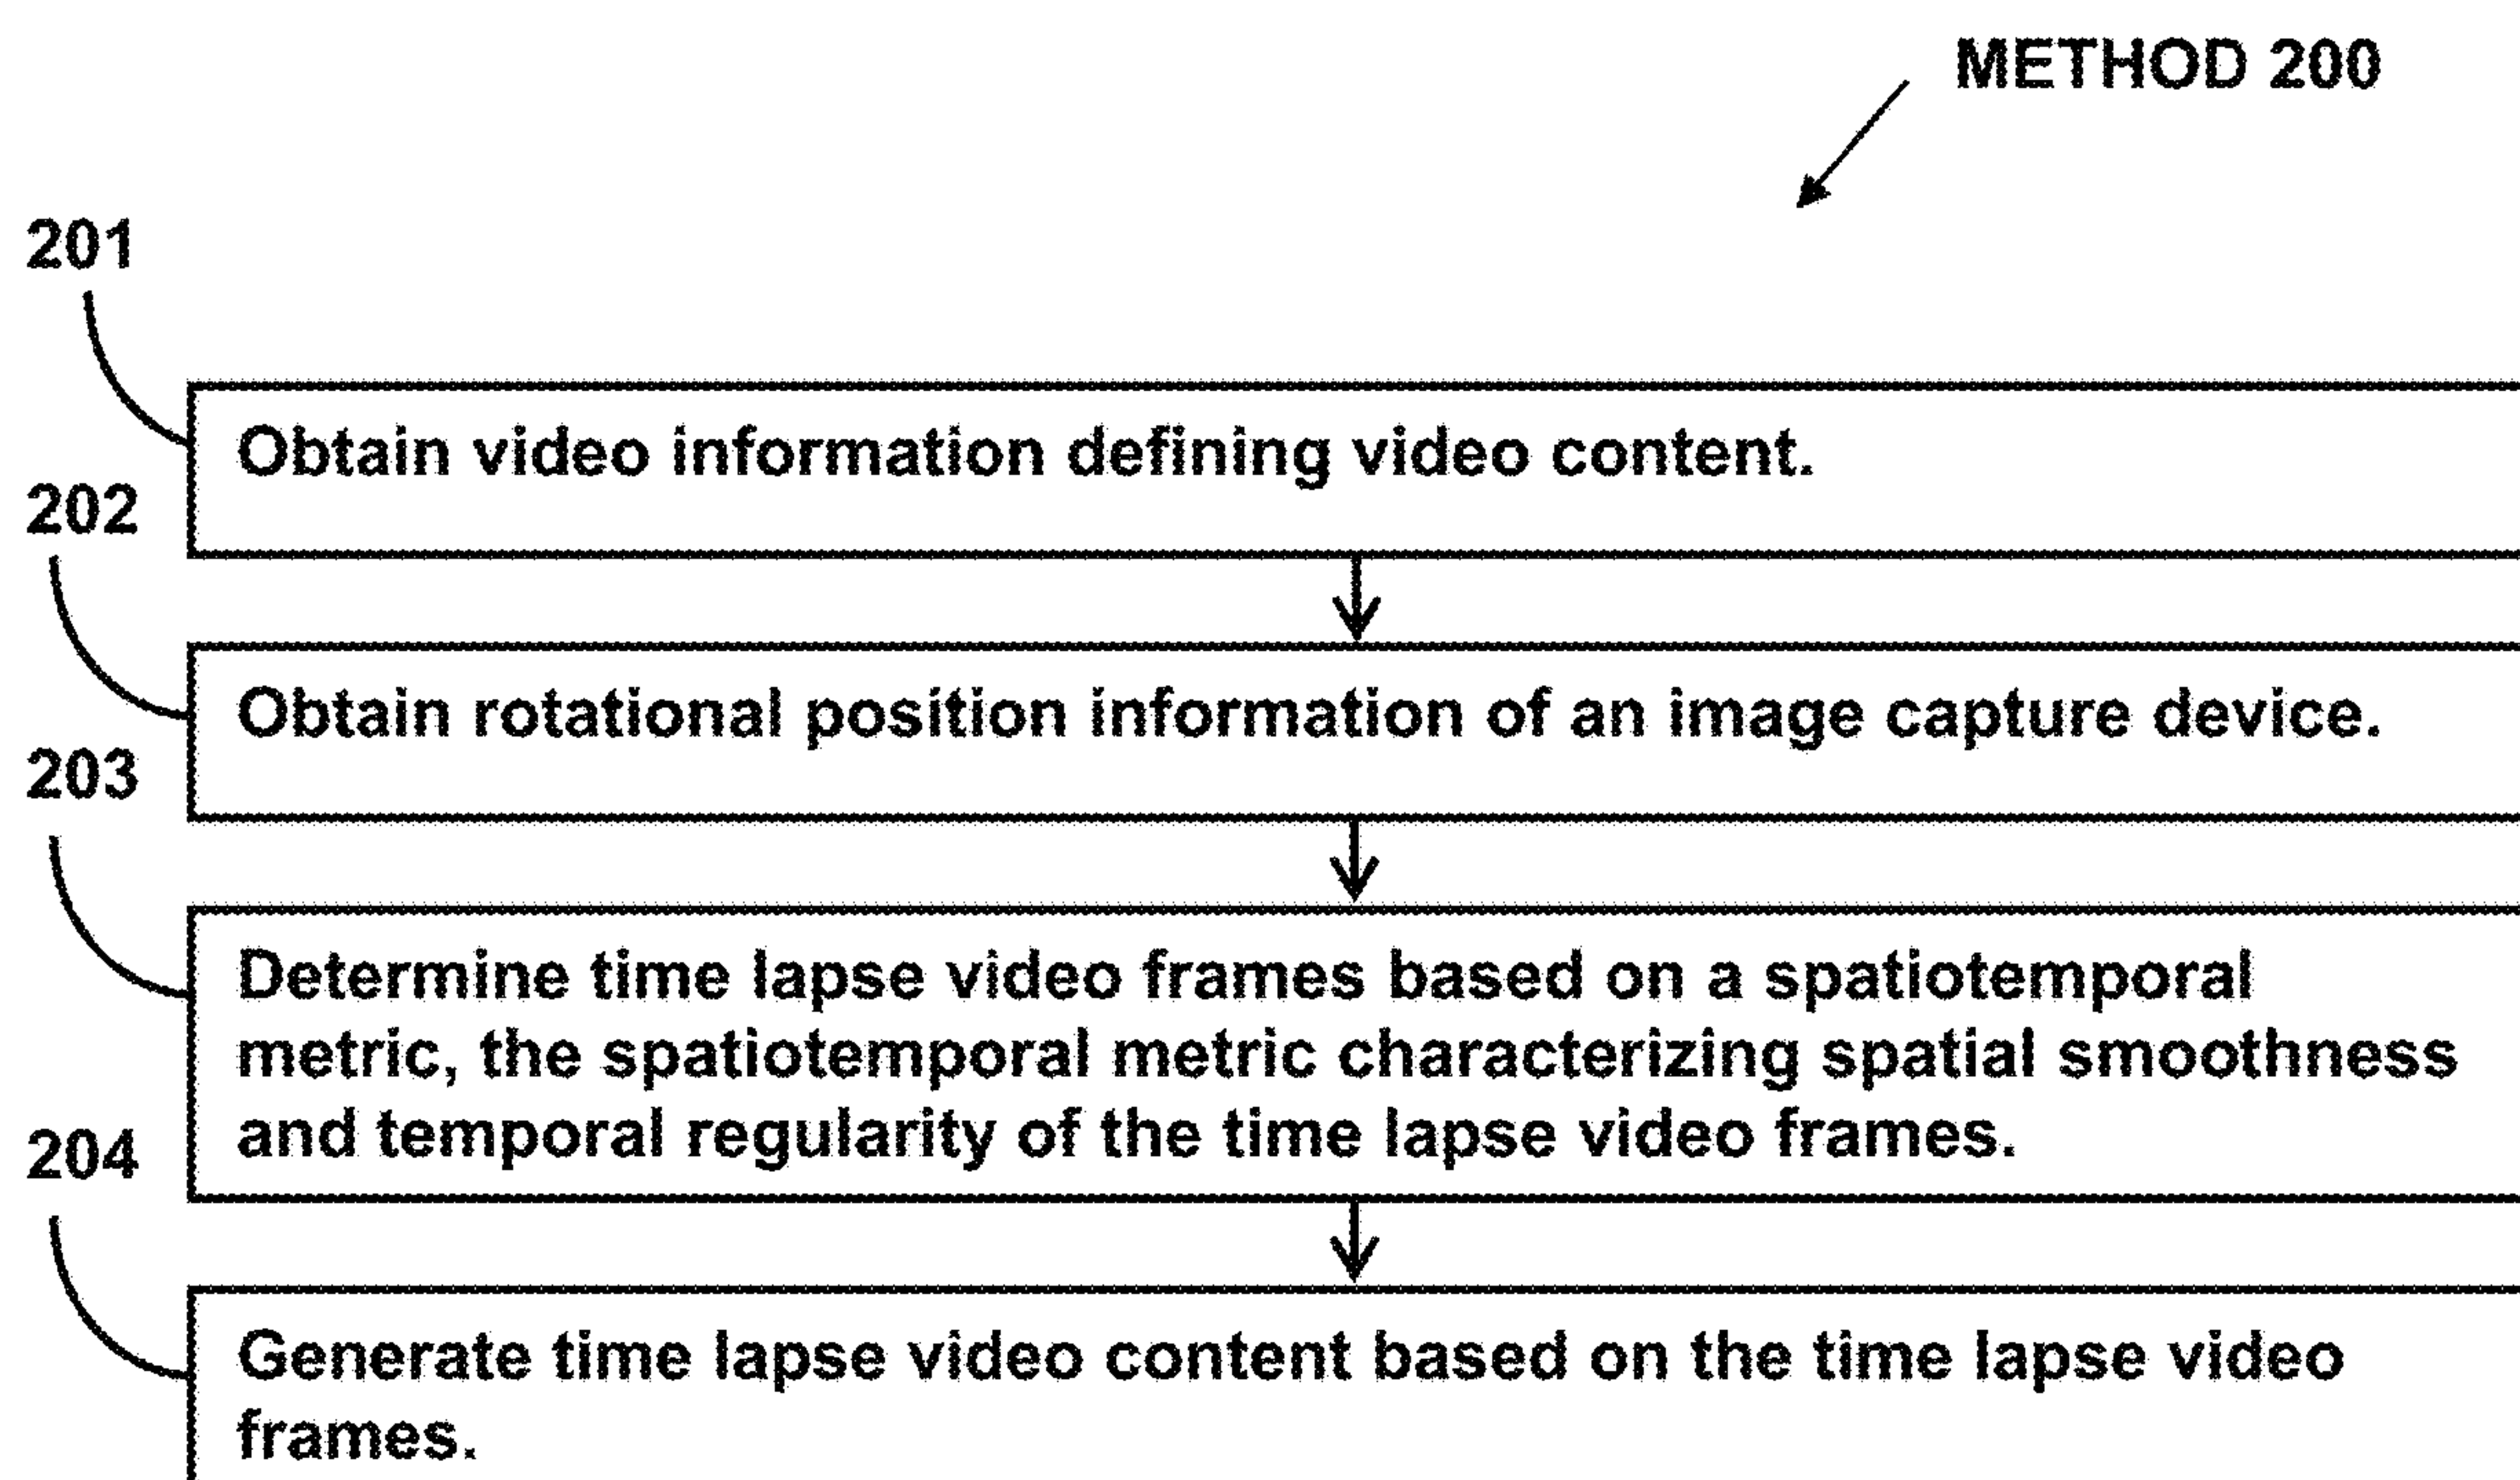 METHOD 200
201
Obtain video information defining video content.
202
Obtain rotational position information of an image capture device.
203
Determine time lapse video frames based on a spatiotemporal
metric, the spatiotemporal metric characterizing spatial smoothness
and temporal regularity of the time lapse video frames.
204
Generate time lapse video content based on the time lapse video
frames.